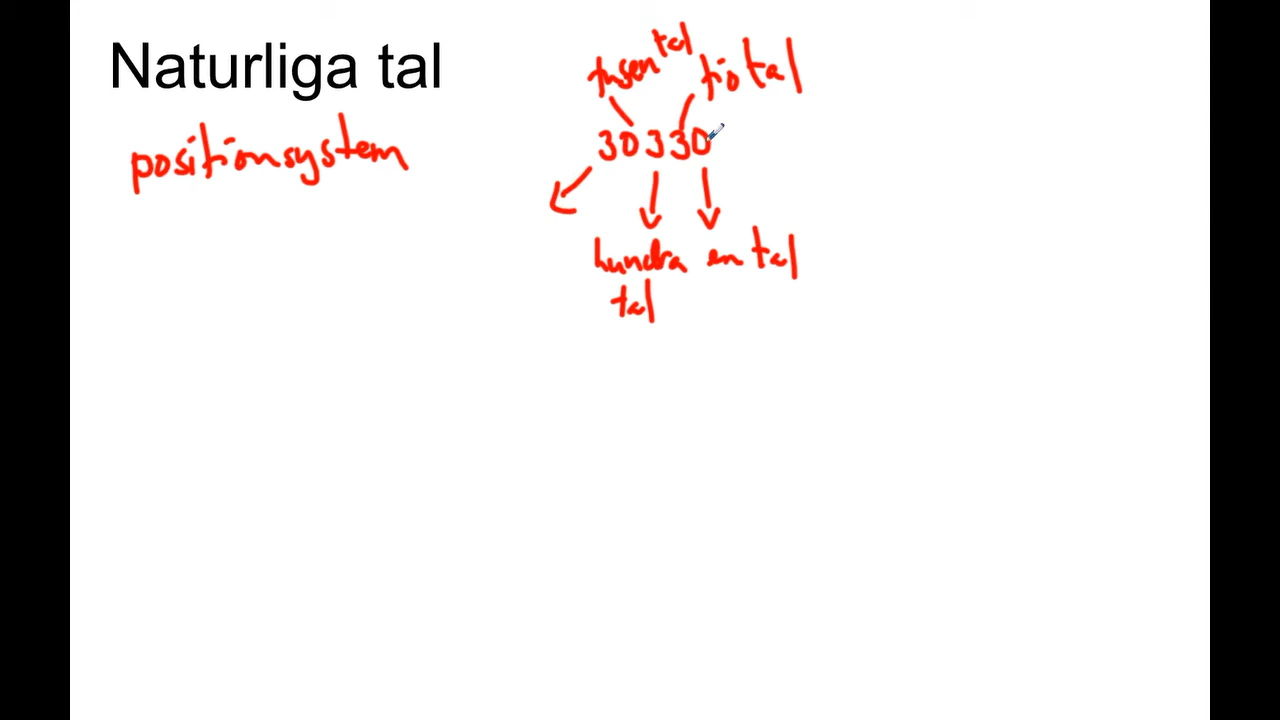 Naturliga tal
positionsystem
tusental tiotal
30330
hundra ental
tal